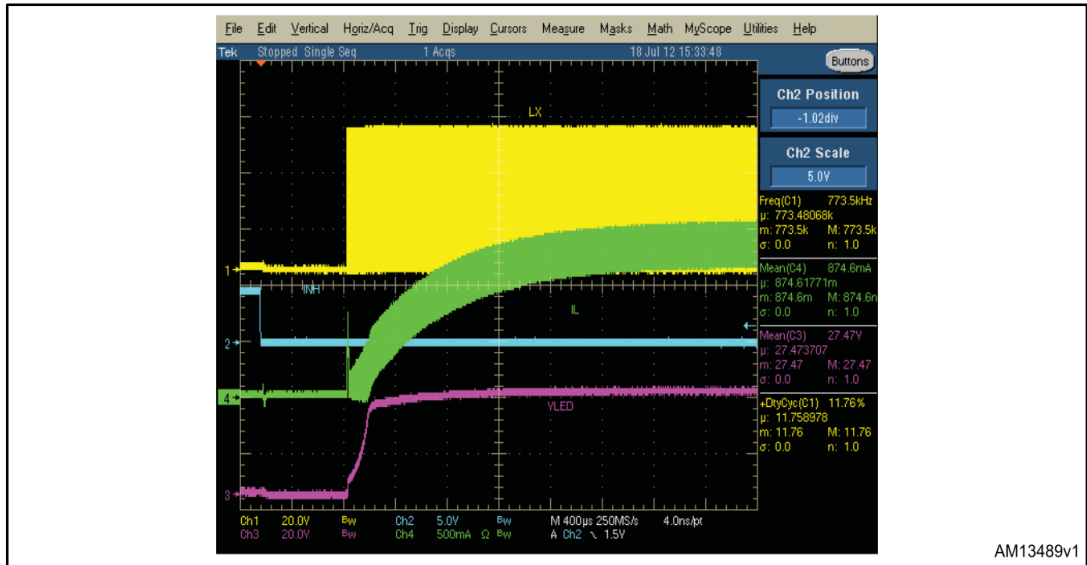 File Edit Vertical Horiz/Acq Trig Display Cursors Measure Masks Math MyScope Utilities Help
Tek Stopped Single Seq 1 Acqs 18 Jul 12 15:33:48
Buttons
Ch2 Position
-1.02div
Ch2 Scale
5.0V
LX
Freq(C1) 773.5kHz
µ: 773.48068k
m: 773.5k M: 773.5k
σ: 0.0 n: 1.0
1
Mean(C4) 874.6mA
µ: 874.61771m
m: 874.6m M: 874.6m
σ: 0.0 n: 1.0
INH
IL
2
Mean(C3) 27.47V
µ: 27.473707
m: 27.47 M: 27.47
σ: 0.0 n: 1.0
4
VLED
+DtyCyc(C1) 11.76%
µ: 11.758978
m: 11.76 M: 11.76
σ: 0.0 n: 1.0
3
Ch1 20.0V Bw Ch2 5.0V Bw M 400µs 250MS/s 4.0ns/pt
Ch3 20.0V Bw Ch4 500mA Ω Bw A Ch2 \ 1.5V
AM13489v1